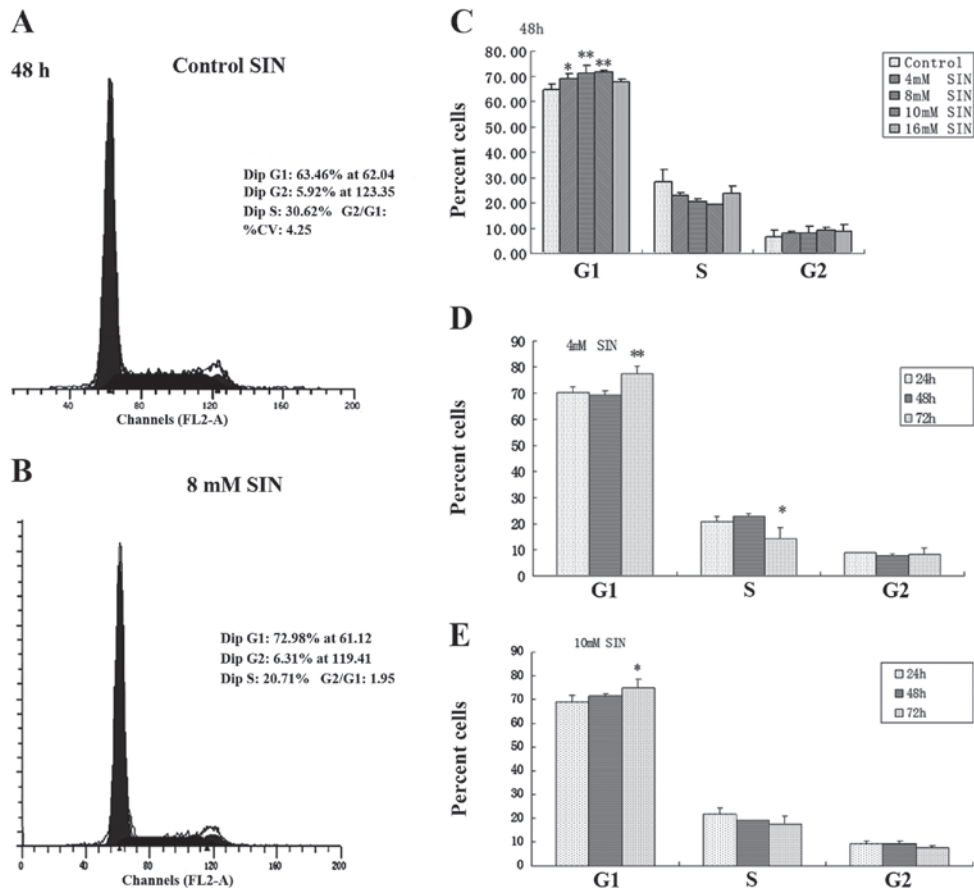 A
48 h
Control SIN
Dip G1: 63.46% at 62.04
Dip G2: 5.92% at 123.35
Dip S: 30.62% G2/G1:
%CV: 4.25
40 80 120 160 200
Channels (FL2-A)
B
8 mM SIN
Dip G1: 72.98% at 61.12
Dip G2: 6.31% at 119.41
Dip S: 20.71% G2/G1: 1.95
0 40 80 120 160 200
Channels (FL2-A)
C
48h
Percent cells
80.00
70.00
60.00
50.00
40.00
30.00
20.00
10.00
0.00
* ** **
G1 S G2
Control
4mM SIN
8mM SIN
10mM SIN
16mM SIN
D
4mM SIN
Percent cells
90
80
70
60
50
40
30
20
10
0
**
*
G1 S G2
24h
48h
72h
E
10mM SIN
Percent cells
90
80
70
60
50
40
30
20
10
0
*
G1 S G2
24h
48h
72h